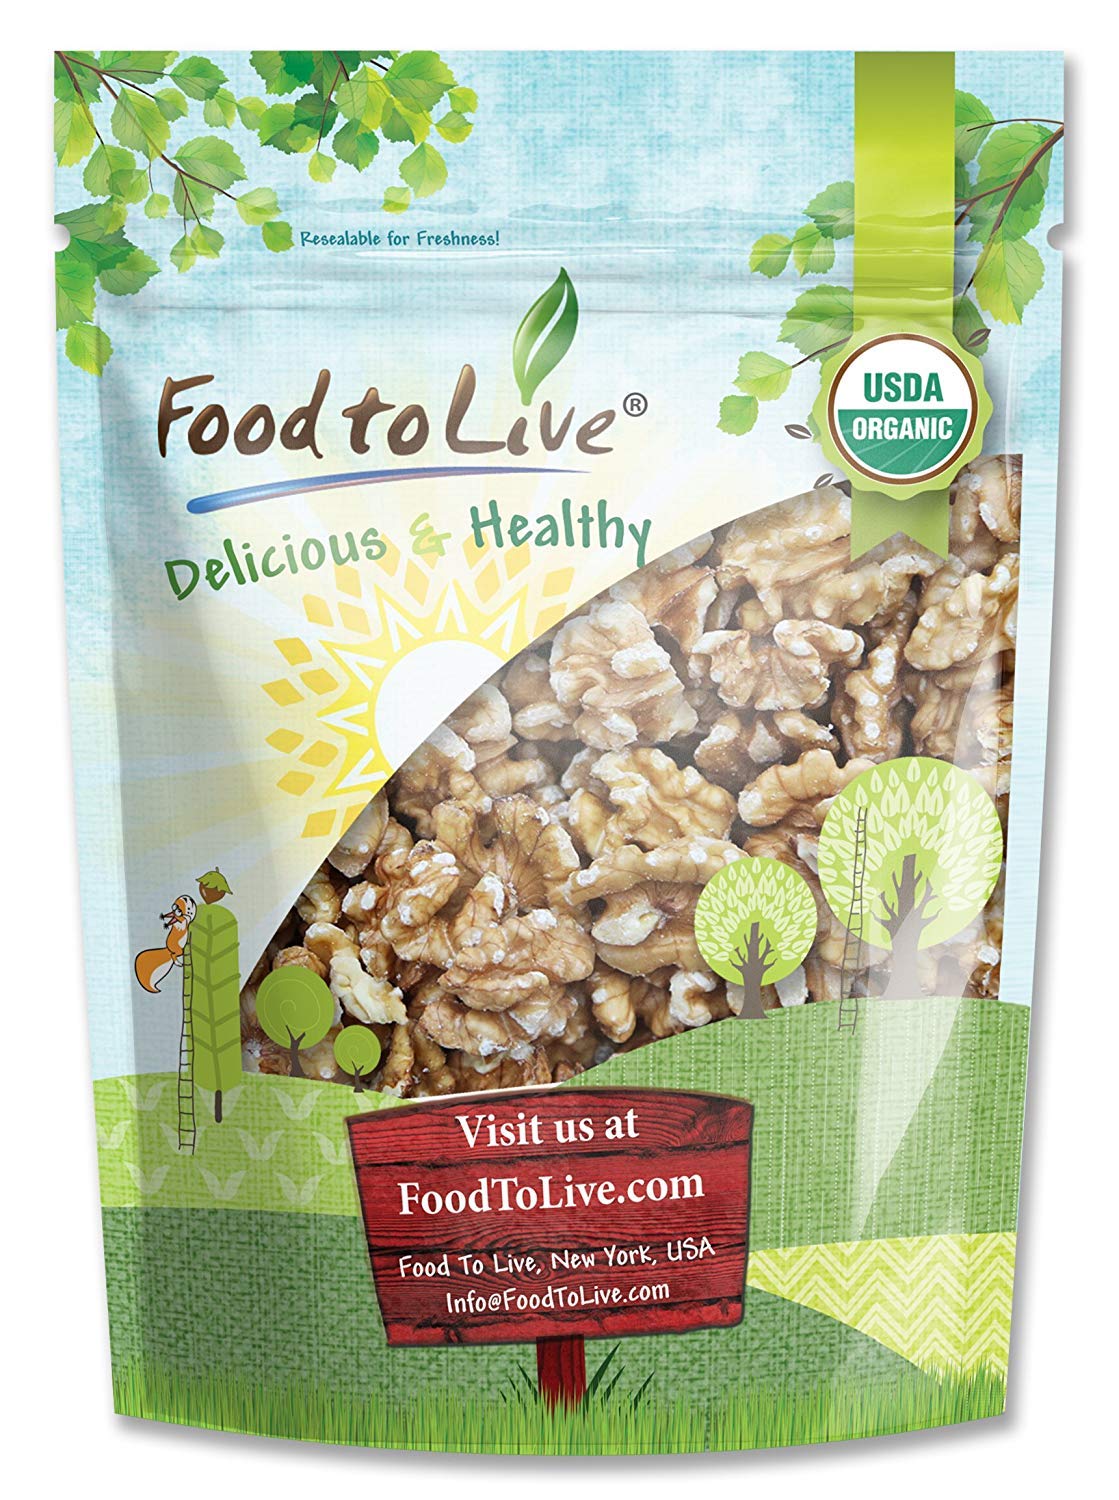 Resealable for Freshness!
Food to Live®
Delicious & Healthy
USDA
ORGANIC
Visit us at
FoodToLive.com
Food To Live, New York, USA
Info@FoodToLive.com